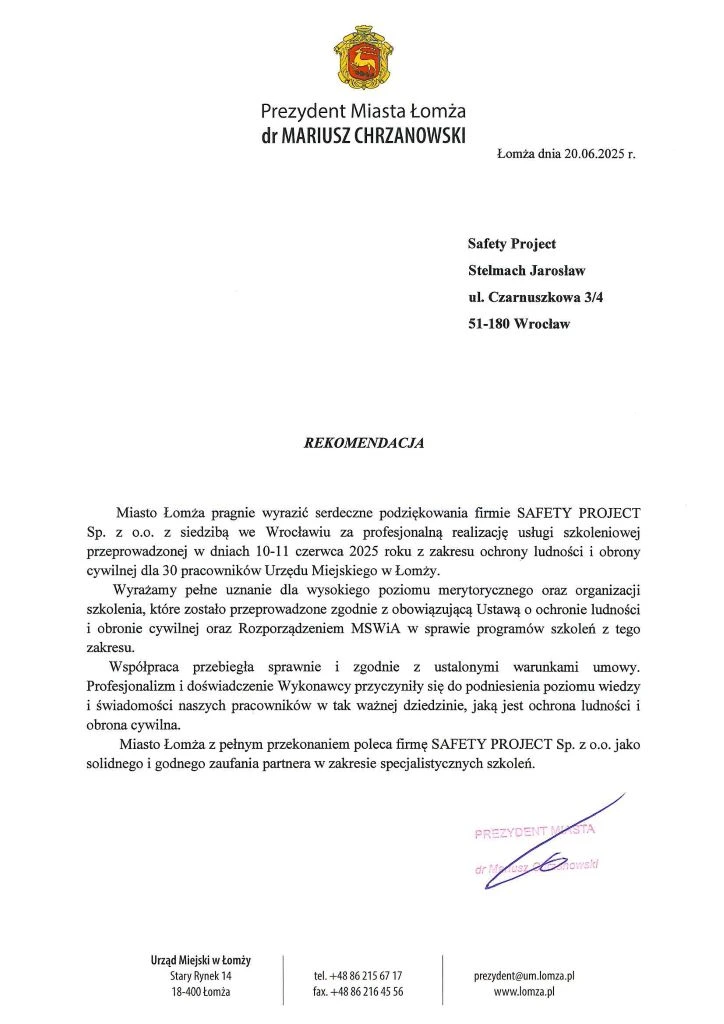 Prezydent Miasta Łomża
dr MARIUSZ CHRZANOWSKI
Łomża dnia 20.06.2025 r.
Safety Project
Stelmach Jarosław
ul. Czarnuszkowa 3/4
51-180 Wrocław
REKOMENDACJA
Miasto Łomża pragnie wyrazić serdeczne podziękowania firmie SAFETY PROJECT
Sp. z o.o. z siedzibą we Wrocławiu za profesjonalną realizację usługi szkoleniowej
przeprowadzonej w dniach 10-11 czerwca 2025 roku z zakresu ochrony ludności i obrony
cywilnej dla 30 pracowników Urzędu Miejskiego w Łomży.
Wyrażamy pełne uznanie dla wysokiego poziomu merytorycznego oraz organizacji
szkolenia, które zostało przeprowadzone zgodnie z obowiązującą Ustawą o ochronie ludności
i obronie cywilnej oraz Rozporządzeniem MSWiA w sprawie programów szkoleń z tego
zakresu.
Współpraca przebiegła sprawnie i zgodnie z ustalonymi warunkami umowy.
Profesjonalizm i doświadczenie Wykonawcy przyczyniły się do podniesienia poziomu wiedzy
i świadomości naszych pracowników w tak ważnej dziedzinie, jaką jest ochrona ludności i
obrona cywilna.
Miasto Łomża z pełnym przekonaniem poleca firmę SAFETY PROJECT Sp. z o.o. jako
solidnego i godnego zaufania partnera w zakresie specjalistycznych szkoleń.
PREZYDENT MIASTA
dr Mariusz Chrzanowski
Urząd Miejski w Łomży
Stary Rynek 14
18-400 Łomża
tel. +48 86 215 67 17
fax. +48 86 216 45 56
prezydent@um.lomza.pl
www.lomza.pl